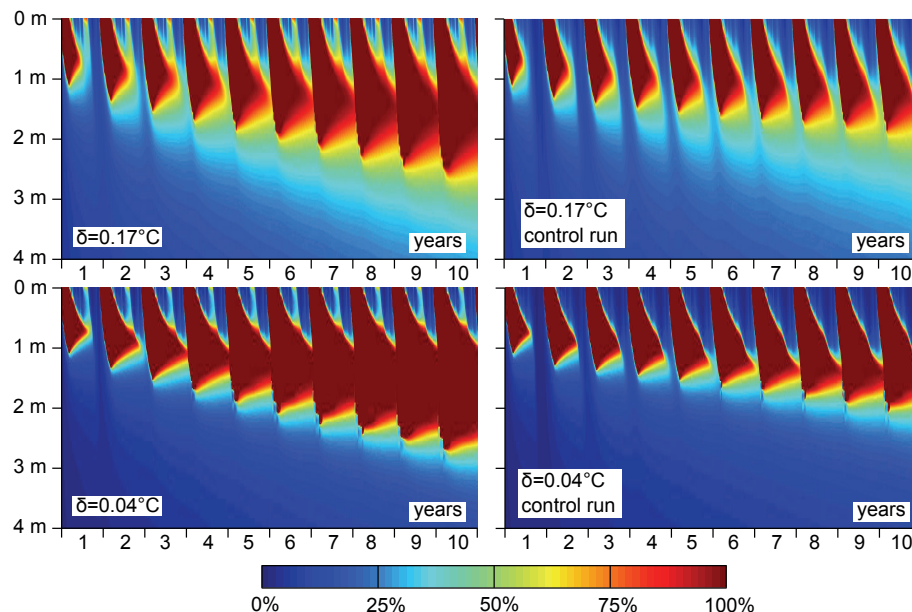 0 m
1 m
2 m
3 m
4 m
δ=0.17°C
years
1 2 3 4 5 6 7 8 9 10
δ=0.17°C
control run
years
1 2 3 4 5 6 7 8 9 10
0 m
1 m
2 m
3 m
4 m
δ=0.04°C
years
1 2 3 4 5 6 7 8 9 10
δ=0.04°C
control run
years
1 2 3 4 5 6 7 8 9 10
0% 25% 50% 75% 100%